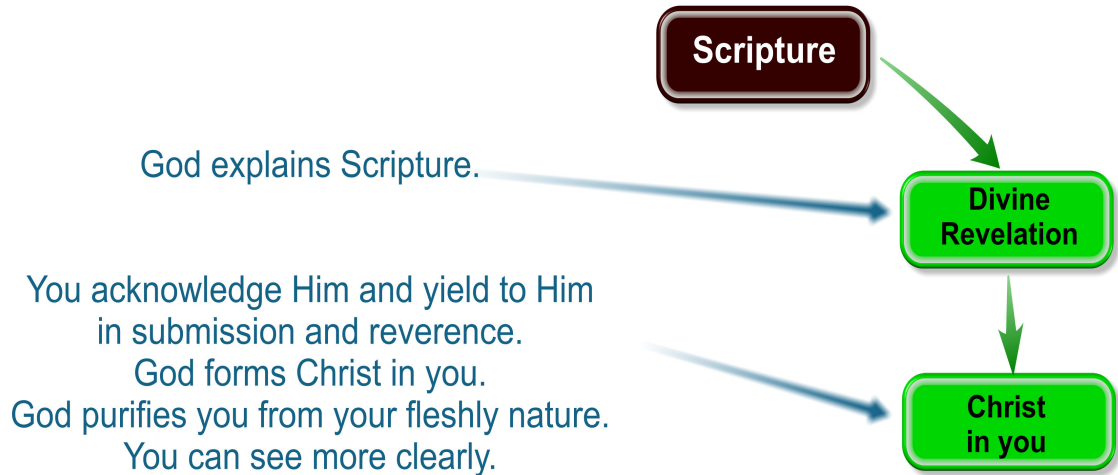 Scripture
God explains Scripture.
Divine
Revelation
You acknowledge Him and yield to Him
in submission and reverence.
God forms Christ in you.
God purifies you from your fleshly nature.
You can see more clearly.
Christ
in you